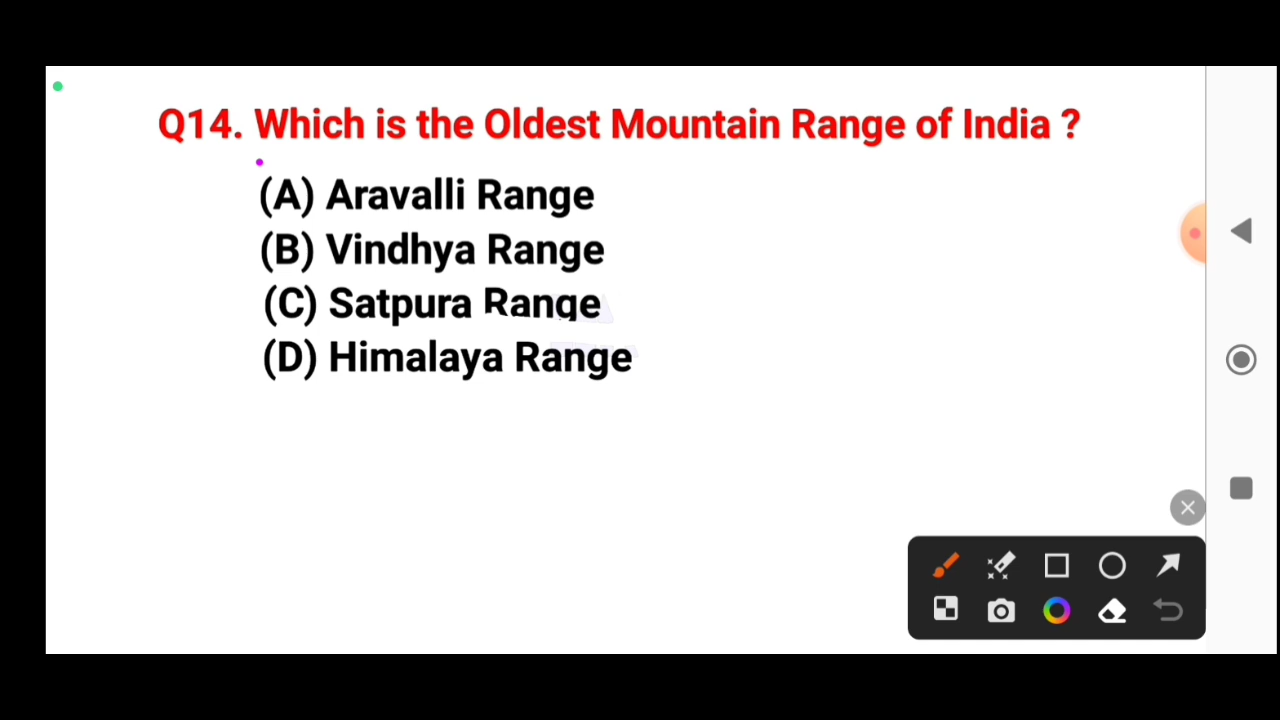 Q14. Which is the Oldest Mountain Range of India ?
(A) Aravalli Range
(B) Vindhya Range
(C) Satpura Range
(D) Himalaya Range